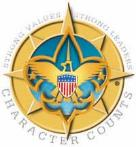 STRONG VALUES STRONG LEADERS
CHARACTER COUNTS